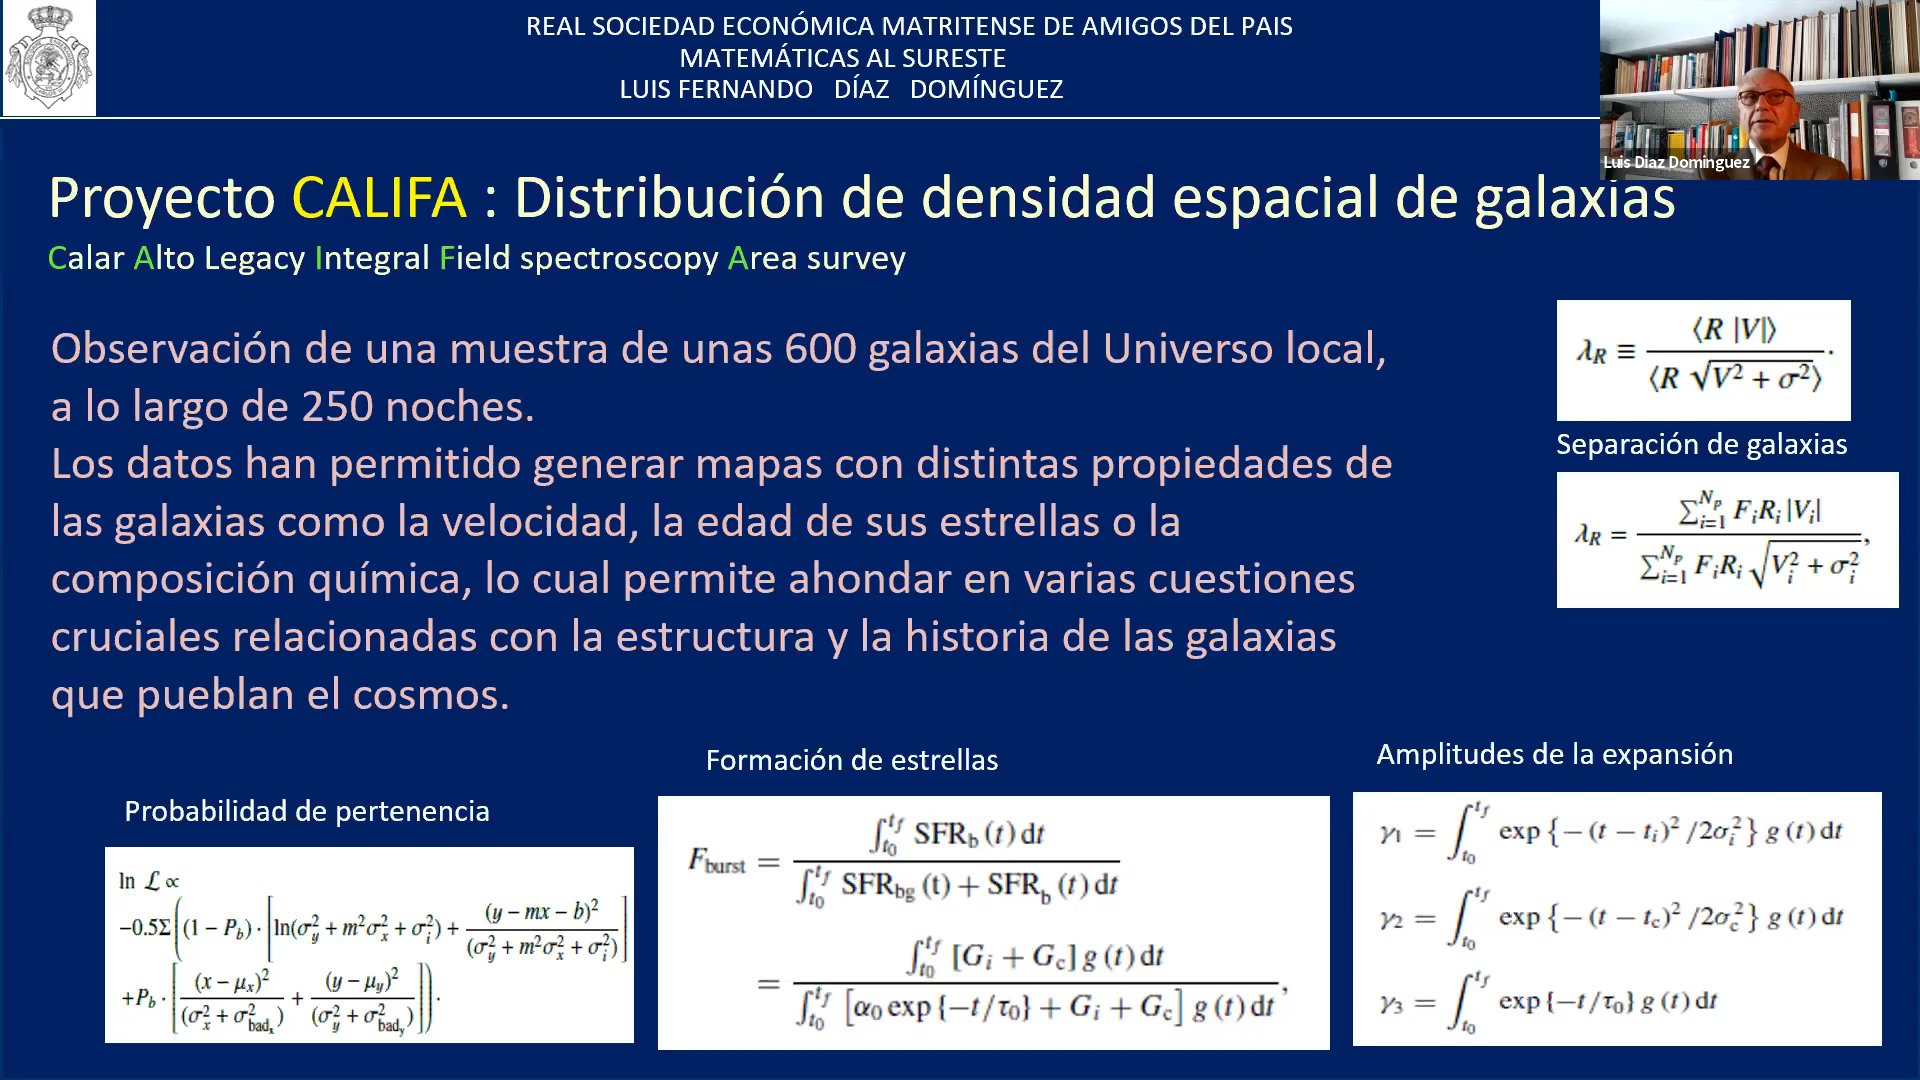 REAL SOCIEDAD ECONÓMICA MATRITENSE DE AMIGOS DEL PAIS
MATEMÁTICAS AL SURESTE
LUIS FERNANDO DÍAZ DOMÍNGUEZ
Luis Diaz Dominguez
Proyecto CALIFA : Distribución de densidad espacial de galaxias
Calar Alto Legacy Integral Field spectroscopy Area survey
Observación de una muestra de unas 600 galaxias del Universo local,
a lo largo de 250 noches.
Los datos han permitido generar mapas con distintas propiedades de
las galaxias como la velocidad, la edad de sus estrellas o la
composición química, lo cual permite ahondar en varias cuestiones
cruciales relacionadas con la estructura y la historia de las galaxias
que pueblan el cosmos.
λ_R ≡ ⟨R |V|⟩ / ⟨R √(V² + σ²)⟩.
Separación de galaxias
λ_R = Σ_{i=1}^{N_p} F_i R_i |V_i| / Σ_{i=1}^{N_p} F_i R_i √(V_i² + σ_i²),
Probabilidad de pertenencia
ln ℒ ∝
−0.5Σ((1 − P_b) · [ln(σ_y² + m²σ_x² + σ_i²) + (y − mx − b)² / (σ_y² + m²σ_x² + σ_i²)]
+P_b · [(x − μ_x)² / (σ_x² + σ²_{bad_x}) + (y − μ_y)² / (σ_y² + σ²_{bad_y})]).
Formación de estrellas
F_burst = ∫_{t_0}^{t_f} SFR_b (t) dt / ∫_{t_0}^{t_f} SFR_bg (t) + SFR_b (t) dt
= ∫_{t_0}^{t_f} [G_i + G_c] g (t) dt / ∫_{t_0}^{t_f} [α_0 exp {−t/τ_0} + G_i + G_c] g (t) dt,
Amplitudes de la expansión
γ_1 = ∫_{t_0}^{t_f} exp {−(t − t_i)² /2σ_i²} g (t) dt
γ_2 = ∫_{t_0}^{t_f} exp {−(t − t_c)² /2σ_c²} g (t) dt
γ_3 = ∫_{t_0}^{t_f} exp {−t/τ_0} g (t) dt